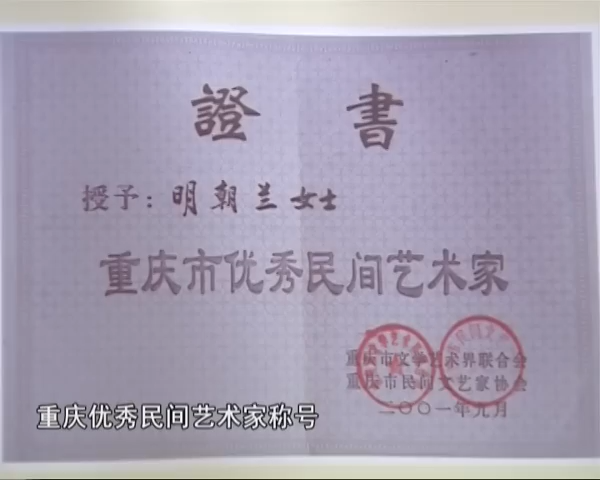 證書
授予：明朝兰女士
重庆市优秀民间艺术家
重庆市文学艺术界联合会
重庆市民间文艺家协会
二〇〇一年九月
重庆优秀民间艺术家称号